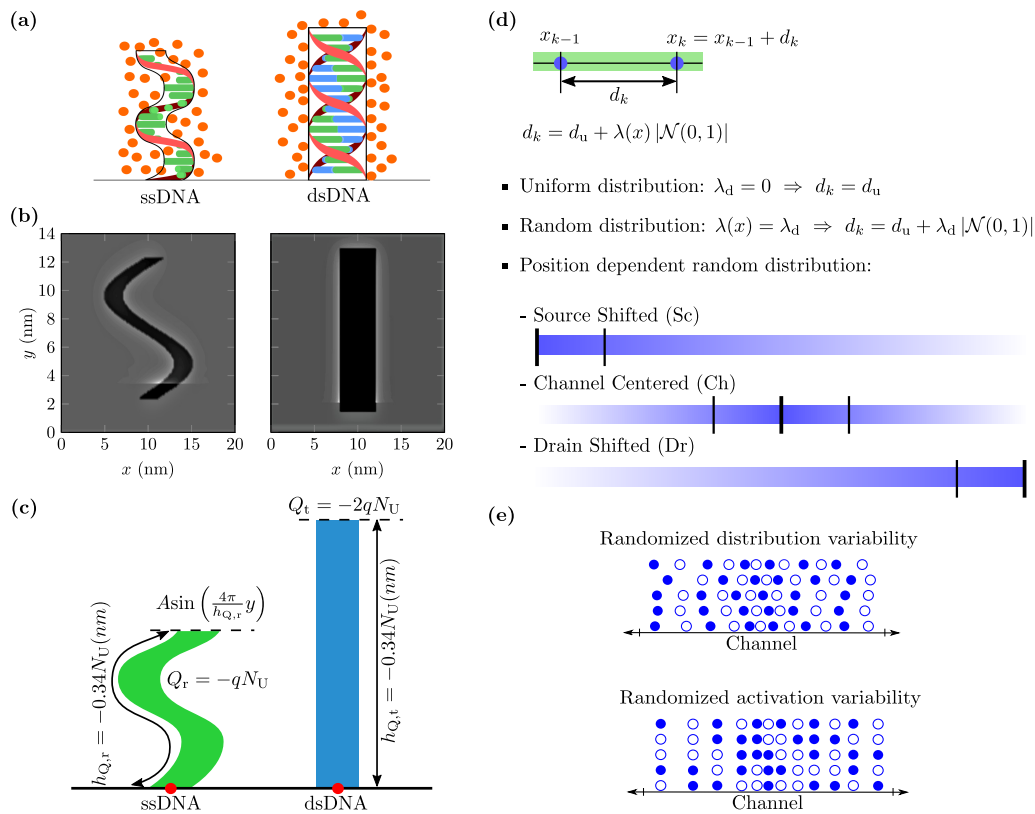 (a)
ssDNA
dsDNA
(b)
14
12
10
8
6
4
2
0
y (nm)
0
5
10
15
20
x (nm)
0
5
10
15
20
x (nm)
(c)
Q_t = −2qN_U
A sin (4π/h_Q,r y)
Q_r = −qN_U
h_Q,r = −0.34N_U(nm)
h_Q,t = −0.34N_U(nm)
ssDNA
dsDNA
(d)
x_{k−1}
x_k = x_{k−1} + d_k
d_k
d_k = d_u + λ(x) |𝒩(0, 1)|
▪ Uniform distribution: λ_d = 0 ⇒ d_k = d_u
▪ Random distribution: λ(x) = λ_d ⇒ d_k = d_u + λ_d |𝒩(0, 1)|
▪ Position dependent random distribution:
- Source Shifted (Sc)
- Channel Centered (Ch)
- Drain Shifted (Dr)
(e)
Randomized distribution variability
Channel
Randomized activation variability
Channel